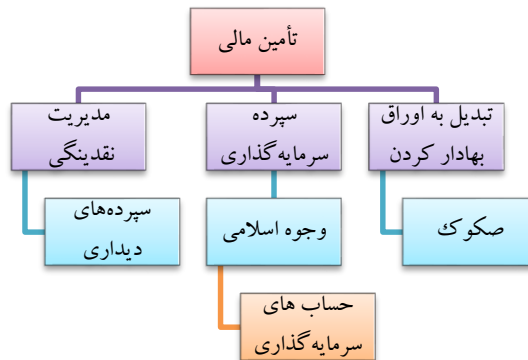 تأمین مالی
تبدیل به اوراق
بهادار کردن
سپرده
سرمایه‌گذاری
مدیریت
نقدینگی
صکوک
وجوه اسلامی
سپرده‌های
دیداری
حساب های
سرمایه‌گذاری